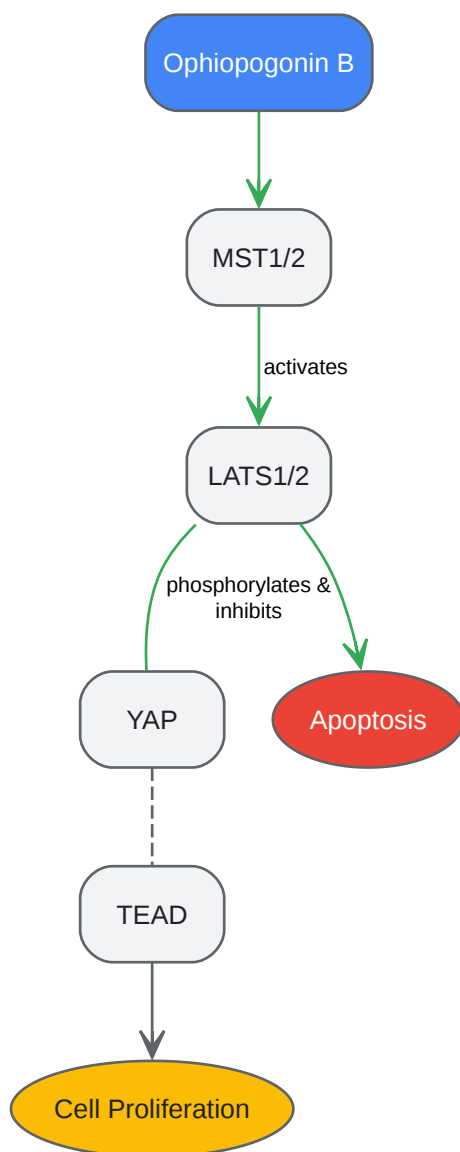 Ophiopogonin B
MST1/2
activates
LATS1/2
phosphorylates &
inhibits
YAP
Apoptosis
TEAD
Cell Proliferation